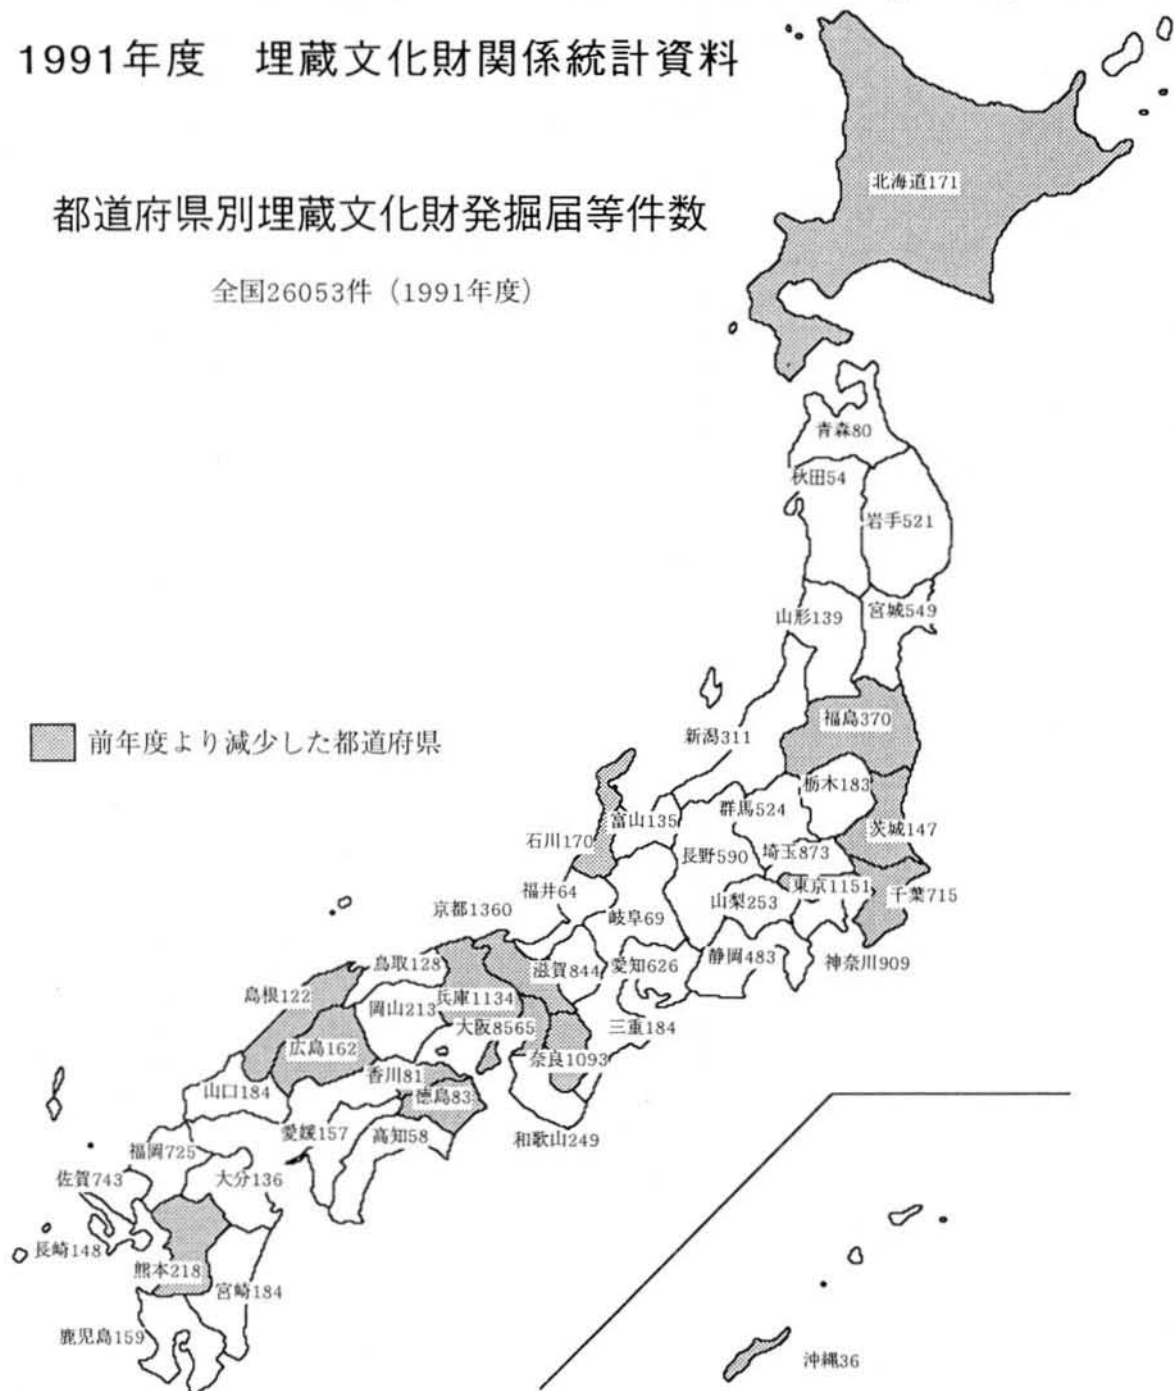 1991年度　埋蔵文化財関係統計資料
都道府県別埋蔵文化財発掘届等件数
全国26053件（1991年度）
北海道171
青森80
秋田54
岩手521
山形139
宮城549
福島370
新潟311
前年度より減少した都道府県
栃木183
群馬524
富山135
茨城147
石川170
長野590
埼玉873
福井64
東京1151
千葉715
山梨253
京都1360
岐阜69
鳥取128
滋賀844
愛知626
静岡483
神奈川909
島根122
岡山213
兵庫1134
大阪8565
三重184
広島162
奈良1093
香川81
山口184
徳島83
愛媛157
高知58
和歌山249
福岡725
佐賀743
大分136
長崎148
熊本218
宮崎184
鹿児島159
沖縄36